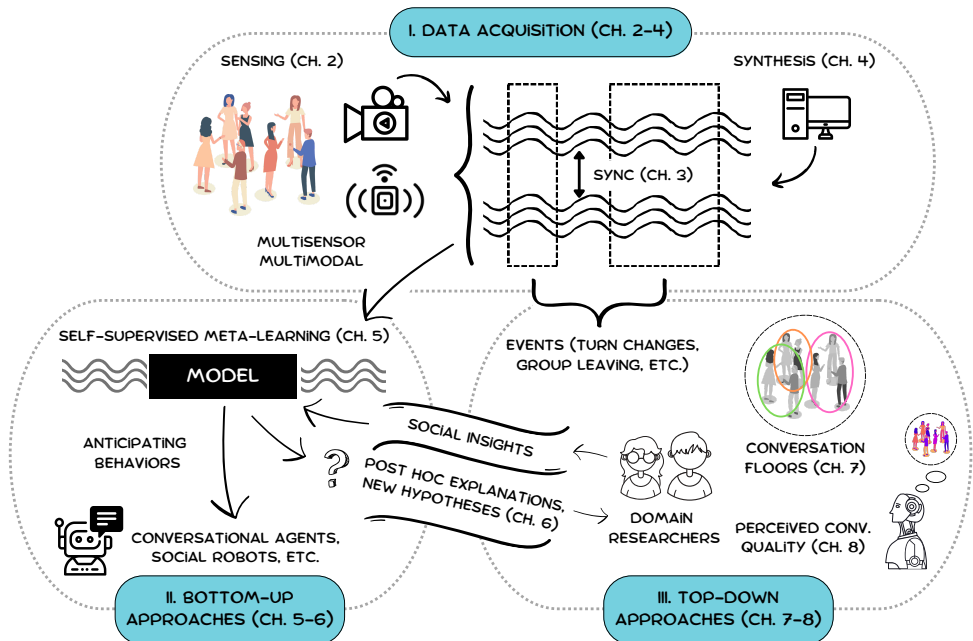 I. DATA ACQUISITION (CH. 2-4)
SENSING (CH. 2)
SYNTHESIS (CH. 4)
SYNC (CH. 3)
MULTISENSOR
MULTIMODAL
SELF-SUPERVISED META-LEARNING (CH. 5)
MODEL
ANTICIPATING
BEHAVIORS
CONVERSATIONAL AGENTS,
SOCIAL ROBOTS, ETC.
II. BOTTOM-UP
APPROACHES (CH. 5-6)
SOCIAL INSIGHTS
?
POST HOC EXPLANATIONS,
NEW HYPOTHESES (CH. 6)
EVENTS (TURN CHANGES,
GROUP LEAVING, ETC.)
DOMAIN
RESEARCHERS
CONVERSATION
FLOORS (CH. 7)
PERCEIVED CONV.
QUALITY (CH. 8)
III. TOP-DOWN
APPROACHES (CH. 7-8)